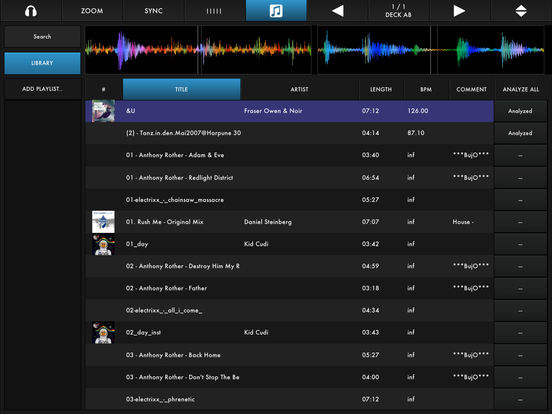 ZOOM SYNC 1 / 1
DECK AB
Search
LIBRARY
ADD PLAYLIST...
# TITLE ARTIST LENGTH BPM COMMENT ANALYZE ALL
&U Fraser Owen & Noir 07:12 126.00 Analyzed
(2) - Tanz.in.den.Mai2007@Harpune 30 04:14 87.10 Analyzed
01 - Anthony Rother - Adam & Eve 03:40 inf ***BujO*** --
01 - Anthony Rother - Redlight District 06:54 inf ***BujO*** --
01-electrixx_-_chainsaw_massacre 05:27 inf --
01. Rush Me - Original Mix Daniel Steinberg 07:07 inf House - --
01_day Kid Cudi 03:42 inf --
02 - Anthony Rother - Destroy Him My R 04:59 inf ***BujO*** --
02 - Anthony Rother - Father 03:18 inf ***BujO*** --
02-electrixx_-_all_i_come_ 04:34 inf --
02_day_inst Kid Cudi 03:43 inf --
03 - Anthony Rother - Back Home 05:27 inf ***BujO*** --
03 - Anthony Rother - Don't Stop The Be 04:00 inf ***BujO*** --
03-electrixx_-_phrenetic 07:12 inf --